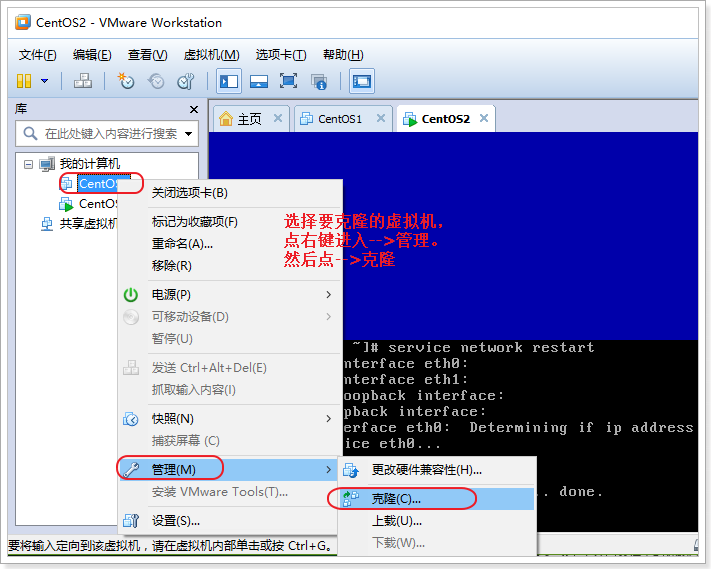 CentOS2 - VMware Workstation
文件(F) 编辑(E) 查看(V) 虚拟机(M) 选项卡(T) 帮助(H)
库
在此处键入内容进行搜索
主页 CentOS1 CentOS2
我的计算机
CentOS
CentOS
共享虚拟机
关闭选项卡(B)
标记为收藏项(F)
重命名(A)...
移除(R)
电源(P)
可移动设备(D)
暂停(U)
发送 Ctrl+Alt+Del(E)
抓取输入内容(I)
快照(N)
捕获屏幕 (C)
管理(M)
安装 VMware Tools(T)...
设置(S)...
选择要克隆的虚拟机，
点右键进入-->管理。
然后点-->克隆
~]# service network restart
nterface eth0:
nterface eth1:
oopback interface:
pback interface:
erface eth0: Determining if ip address
ice eth0...
.. done.
更改硬件兼容性(H)...
克隆(C)...
上载(U)...
下载(W)...
要将输入定向到该虚拟机，请在虚拟机内部单击或按 Ctrl+G。